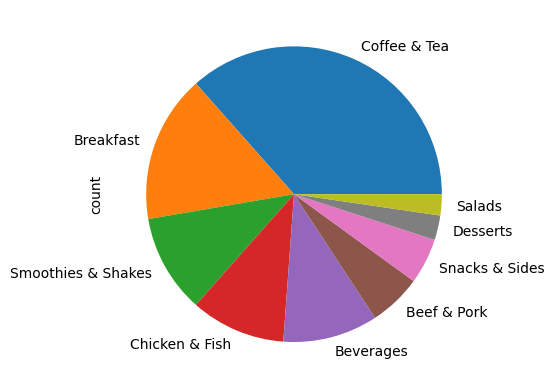 Coffee & Tea
Breakfast
count
Smoothies & Shakes
Chicken & Fish
Beverages
Beef & Pork
Snacks & Sides
Desserts
Salads